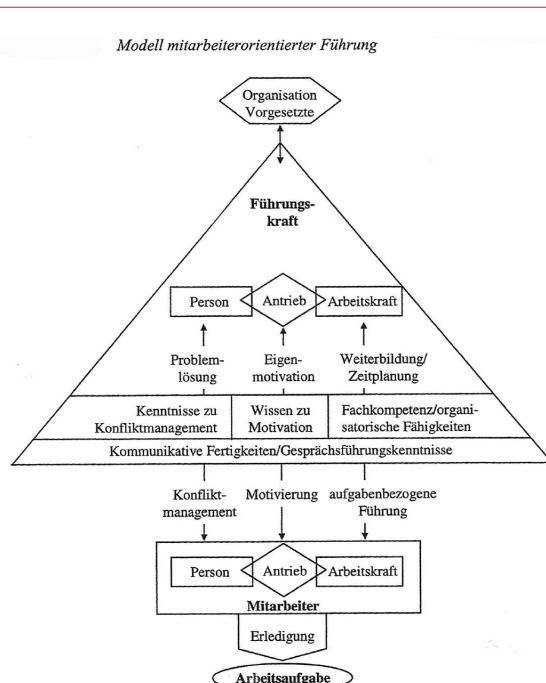 Modell mitarbeiterorientierter Führung
Organisation
Vorgesetzte
Führungs-
kraft
Person
Antrieb
Arbeitskraft
Problem-
lösung
Eigen-
motivation
Weiterbildung/
Zeitplanung
Kenntnisse zu
Konfliktmanagement
Wissen zu
Motivation
Fachkompetenz/organi-
satorische Fähigkeiten
Kommunikative Fertigkeiten/Gesprächsführungskenntnisse
Konflikt-
management
Motivierung
aufgabenbezogene
Führung
Person
Antrieb
Arbeitskraft
Mitarbeiter
Erledigung
Arbeitsaufgabe